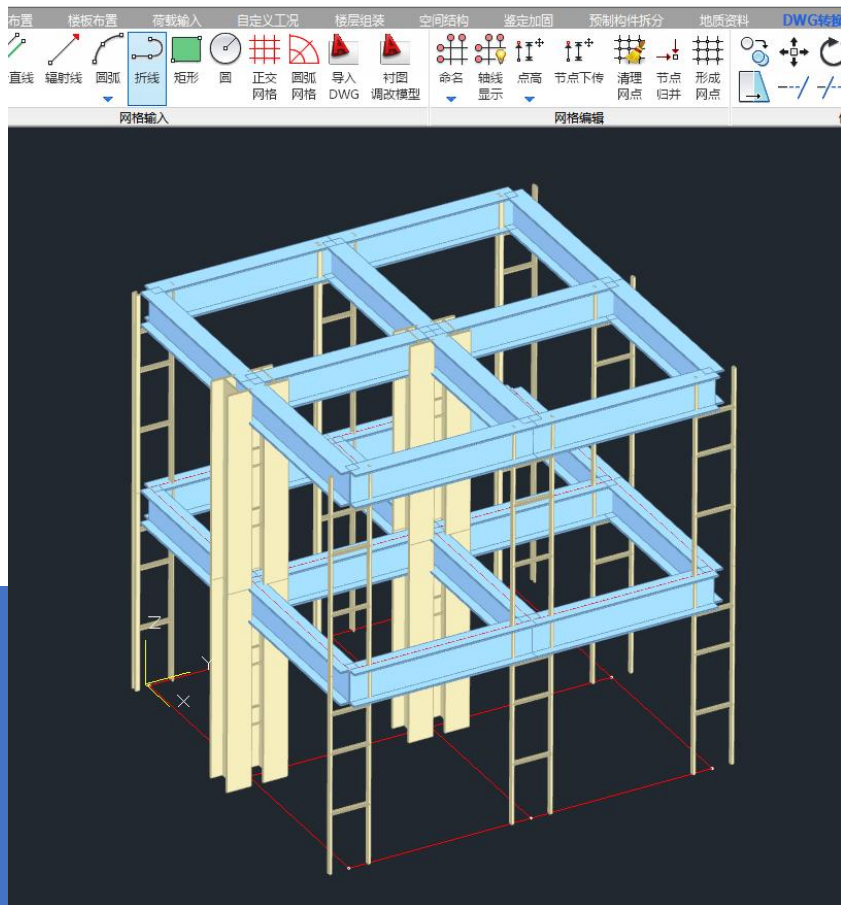 布置 楼板布置 荷载输入 自定义工况 楼层组装 空间结构 鉴定加固 预制构件拆分 地质资料 DWG转换
直线 辐射线 圆弧 折线 矩形 圆 正交 圆弧 导入 衬图 命名 轴线 点高 节点下传 清理 节点 形成
网格 网格 DWG 调改模型 显示 网点 归并 网点
网格输入 网格编辑
Z
Y
X